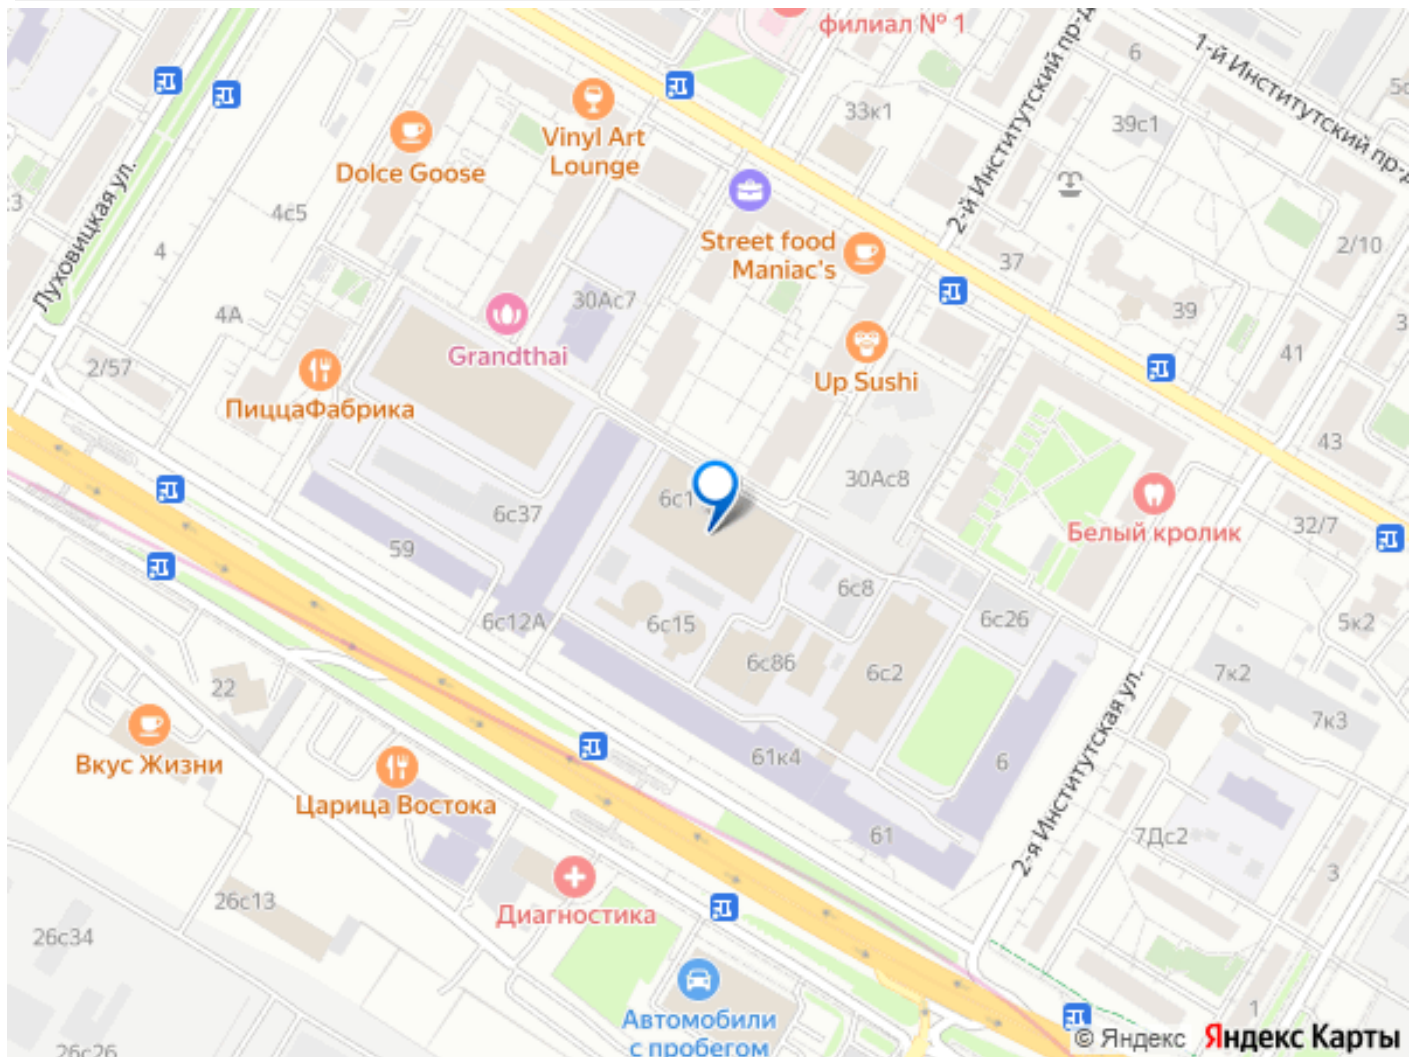 филиал № 1
2-й Институтский пр-д
1-й Институтский пр-д
6
5с
33к1
39с1
Vinyl Art
Lounge
Dolce Goose
Луховицкая ул.
4с5
4
Street food
Maniac's
37
2/10
30Ас7
39
4А
Grandthai
41
2/57
Up Sushi
ПиццаФабрика
43
30Ас8
6с1
6с37
Белый кролик
32/7
59
6с8
6с12А
6с15
6с26
5к2
6с86
6с2
7к2
22
7к3
Вкус Жизни
61к4
6
Царица Востока
2-я Институтская ул.
61
7Дс2
3
26с13
Диагностика
26с34
1
Автомобили
с пробегом
26с26
© Яндекс Яндекс Карты